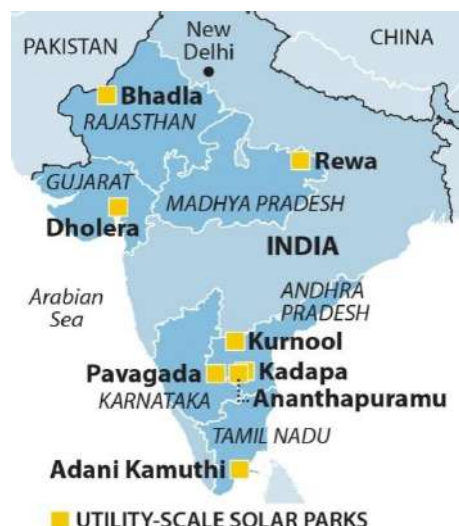 New
Delhi
PAKISTAN
CHINA
Bhadla
RAJASTHAN
Rewa
GUJARAT
MADHYA PRADESH
Dholera
INDIA
Arabian
Sea
ANDHRA
PRADESH
Kurnool
Pavagada
Kadapa
KARNATAKA
Ananthapuramu
TAMIL NADU
Adani Kamuthi
UTILITY-SCALE SOLAR PARKS